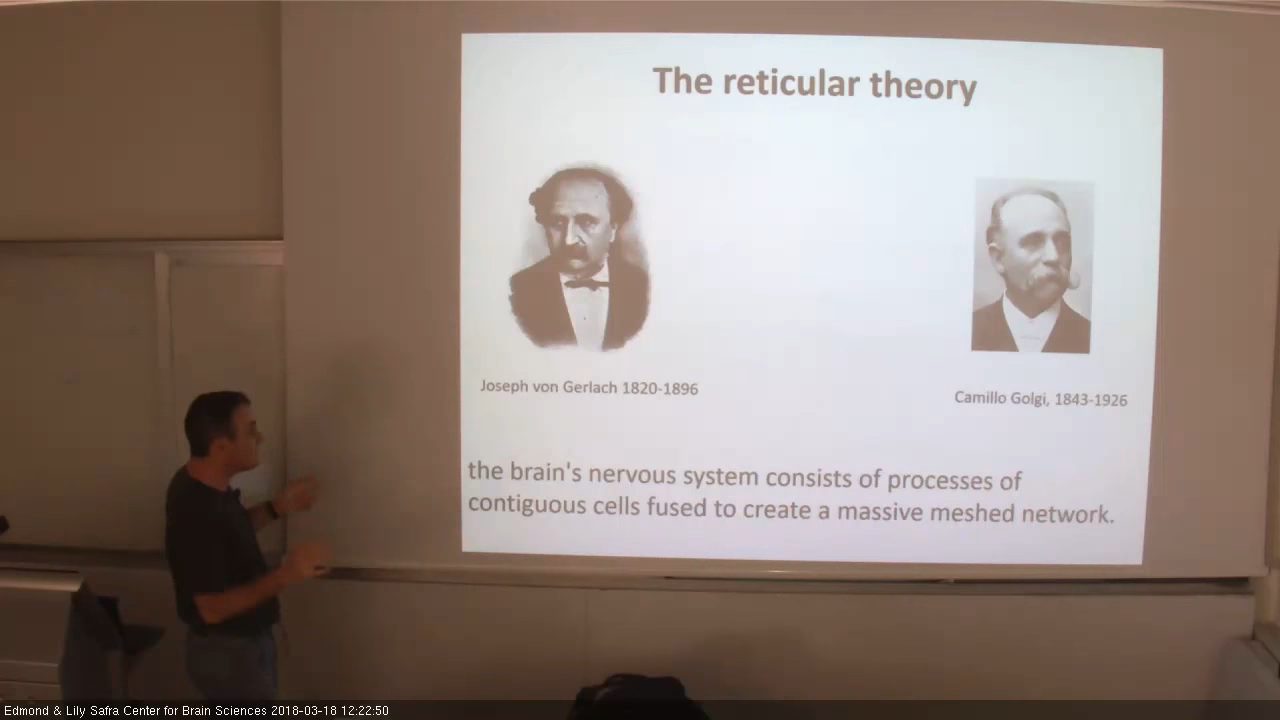 The reticular theory
Joseph von Gerlach 1820-1896
Camillo Golgi, 1843-1926
the brain's nervous system consists of processes of
contiguous cells fused to create a massive meshed network.
Edmond & Lily Safra Center for Brain Sciences 2018-03-18 12:22:50